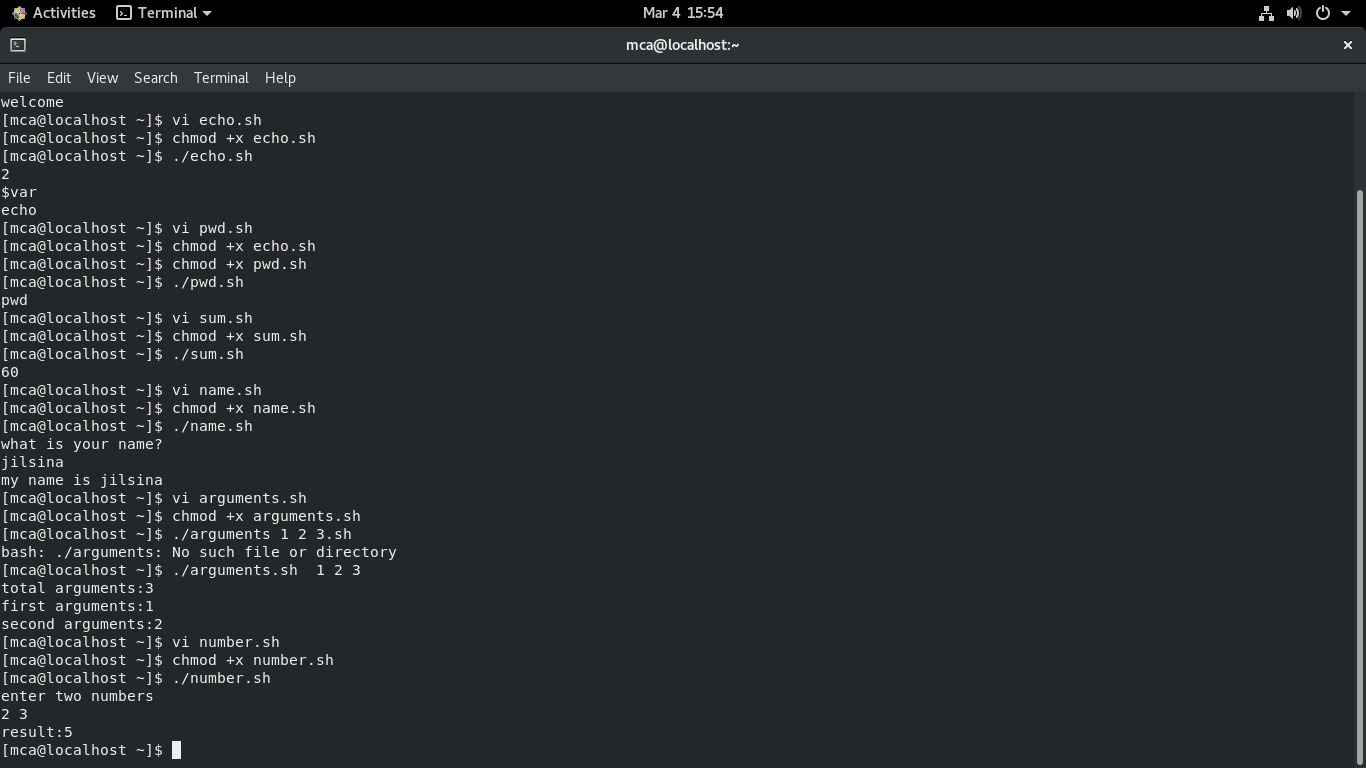 Activities Terminal Mar 4 15:54
mca@localhost:~ ×
File Edit View Search Terminal Help
welcome
[mca@localhost ~]$ vi echo.sh
[mca@localhost ~]$ chmod +x echo.sh
[mca@localhost ~]$ ./echo.sh
2
$var
echo
[mca@localhost ~]$ vi pwd.sh
[mca@localhost ~]$ chmod +x echo.sh
[mca@localhost ~]$ chmod +x pwd.sh
[mca@localhost ~]$ ./pwd.sh
pwd
[mca@localhost ~]$ vi sum.sh
[mca@localhost ~]$ chmod +x sum.sh
[mca@localhost ~]$ ./sum.sh
60
[mca@localhost ~]$ vi name.sh
[mca@localhost ~]$ chmod +x name.sh
[mca@localhost ~]$ ./name.sh
what is your name?
jilsina
my name is jilsina
[mca@localhost ~]$ vi arguments.sh
[mca@localhost ~]$ chmod +x arguments.sh
[mca@localhost ~]$ ./arguments 1 2 3.sh
bash: ./arguments: No such file or directory
[mca@localhost ~]$ ./arguments.sh  1 2 3
total arguments:3
first arguments:1
second arguments:2
[mca@localhost ~]$ vi number.sh
[mca@localhost ~]$ chmod +x number.sh
[mca@localhost ~]$ ./number.sh
enter two numbers
2 3
result:5
[mca@localhost ~]$